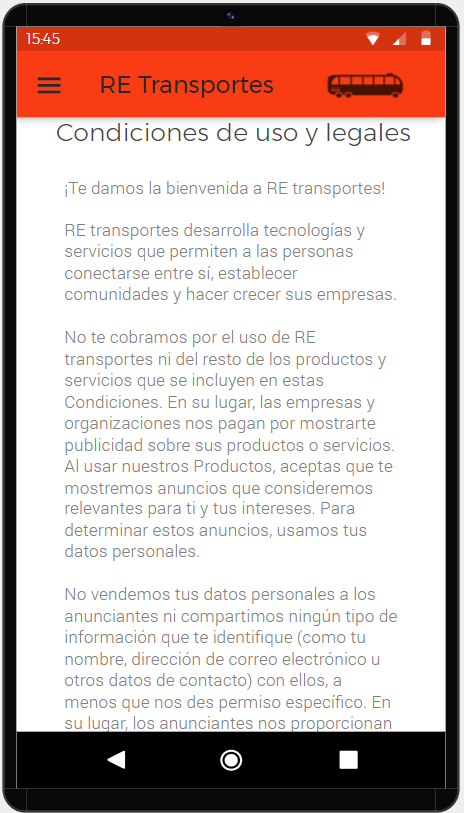 15:45
RE Transportes
Condiciones de uso y legales
¡Te damos la bienvenida a RE transportes!
RE transportes desarrolla tecnologías y
servicios que permiten a las personas
conectarse entre sí, establecer
comunidades y hacer crecer sus empresas.
No te cobramos por el uso de RE
transportes ni del resto de los productos y
servicios que se incluyen en estas
Condiciones. En su lugar, las empresas y
organizaciones nos pagan por mostrarte
publicidad sobre sus productos o servicios.
Al usar nuestros Productos, aceptas que te
mostremos anuncios que consideremos
relevantes para ti y tus intereses. Para
determinar estos anuncios, usamos tus
datos personales.
No vendemos tus datos personales a los
anunciantes ni compartimos ningún tipo de
información que te identifique (como tu
nombre, dirección de correo electrónico u
otros datos de contacto) con ellos, a
menos que nos des permiso específico. En
su lugar, los anunciantes nos proporcionan